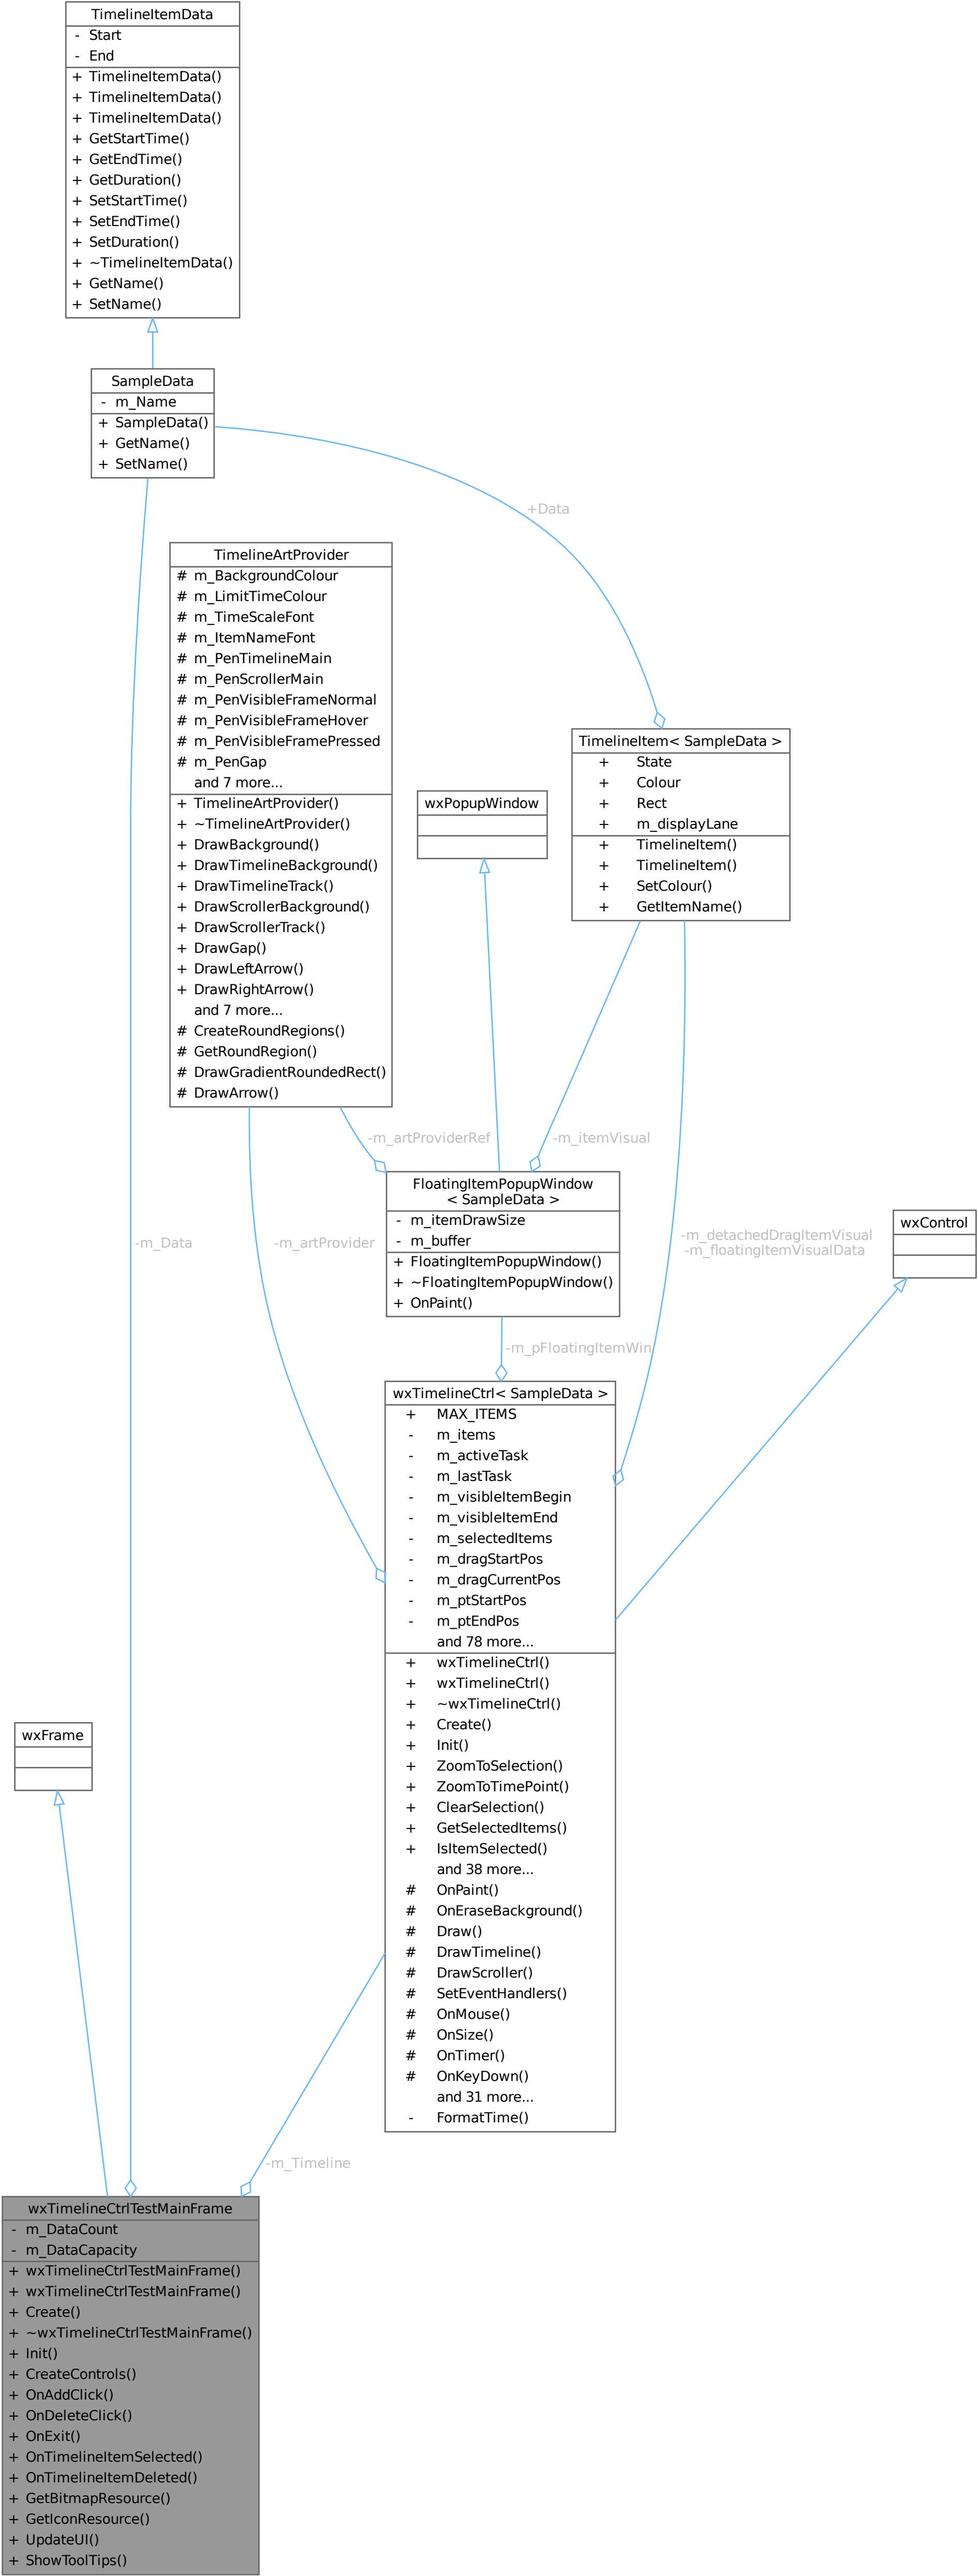 TimelineItemData
- Start
- End
+ TimelineItemData()
+ TimelineItemData()
+ TimelineItemData()
+ GetStartTime()
+ GetEndTime()
+ GetDuration()
+ SetStartTime()
+ SetEndTime()
+ SetDuration()
+ ~TimelineItemData()
+ GetName()
+ SetName()
SampleData
- m_Name
+ SampleData()
+ GetName()
+ SetName()
+Data
TimelineArtProvider
# m_BackgroundColour
# m_LimitTimeColour
# m_TimeScaleFont
# m_ItemNameFont
# m_PenTimelineMain
# m_PenScrollerMain
# m_PenVisibleFrameNormal
# m_PenVisibleFrameHover
# m_PenVisibleFramePressed
# m_PenGap
and 7 more...
+ TimelineArtProvider()
+ ~TimelineArtProvider()
+ DrawBackground()
+ DrawTimelineBackground()
+ DrawTimelineTrack()
+ DrawScrollerBackground()
+ DrawScrollerTrack()
+ DrawGap()
+ DrawLeftArrow()
+ DrawRightArrow()
and 7 more...
# CreateRoundRegions()
# GetRoundRegion()
# DrawGradientRoundedRect()
# DrawArrow()
TimelineItem< SampleData >
+ State
+ Colour
+ Rect
+ m_displayLane
+ TimelineItem()
+ TimelineItem()
+ SetColour()
+ GetItemName()
wxPopupWindow
-m_artProviderRef
-m_itemVisual
FloatingItemPopupWindow
< SampleData >
- m_itemDrawSize
- m_buffer
+ FloatingItemPopupWindow()
+ ~FloatingItemPopupWindow()
+ OnPaint()
wxControl
-m_Data
-m_artProvider
-m_detachedDragItemVisual
-m_floatingItemVisualData
-m_pFloatingItemWin
wxTimelineCtrl< SampleData >
+ MAX_ITEMS
- m_items
- m_activeTask
- m_lastTask
- m_visibleItemBegin
- m_visibleItemEnd
- m_selectedItems
- m_dragStartPos
- m_dragCurrentPos
- m_ptStartPos
- m_ptEndPos
and 78 more...
+ wxTimelineCtrl()
+ wxTimelineCtrl()
+ ~wxTimelineCtrl()
+ Create()
+ Init()
+ ZoomToSelection()
+ ZoomToTimePoint()
+ ClearSelection()
+ GetSelectedItems()
+ IsItemSelected()
and 38 more...
# OnPaint()
# OnEraseBackground()
# Draw()
# DrawTimeline()
# DrawScroller()
# SetEventHandlers()
# OnMouse()
# OnSize()
# OnTimer()
# OnKeyDown()
and 31 more...
- FormatTime()
wxFrame
-m_Timeline
wxTimelineCtrlTestMainFrame
- m_DataCount
- m_DataCapacity
+ wxTimelineCtrlTestMainFrame()
+ wxTimelineCtrlTestMainFrame()
+ Create()
+ ~wxTimelineCtrlTestMainFrame()
+ Init()
+ CreateControls()
+ OnAddClick()
+ OnDeleteClick()
+ OnExit()
+ OnTimelineItemSelected()
+ OnTimelineItemDeleted()
+ GetBitmapResource()
+ GetIconResource()
+ UpdateUI()
+ ShowToolTips()